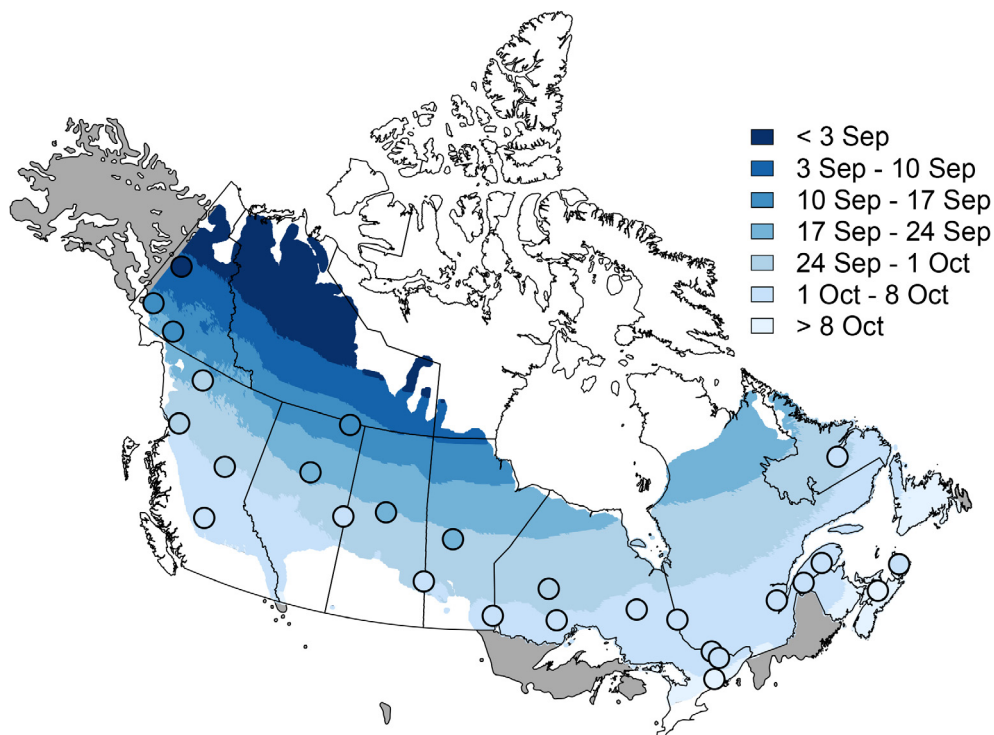 < 3 Sep
3 Sep - 10 Sep
10 Sep - 17 Sep
17 Sep - 24 Sep
24 Sep - 1 Oct
1 Oct - 8 Oct
> 8 Oct